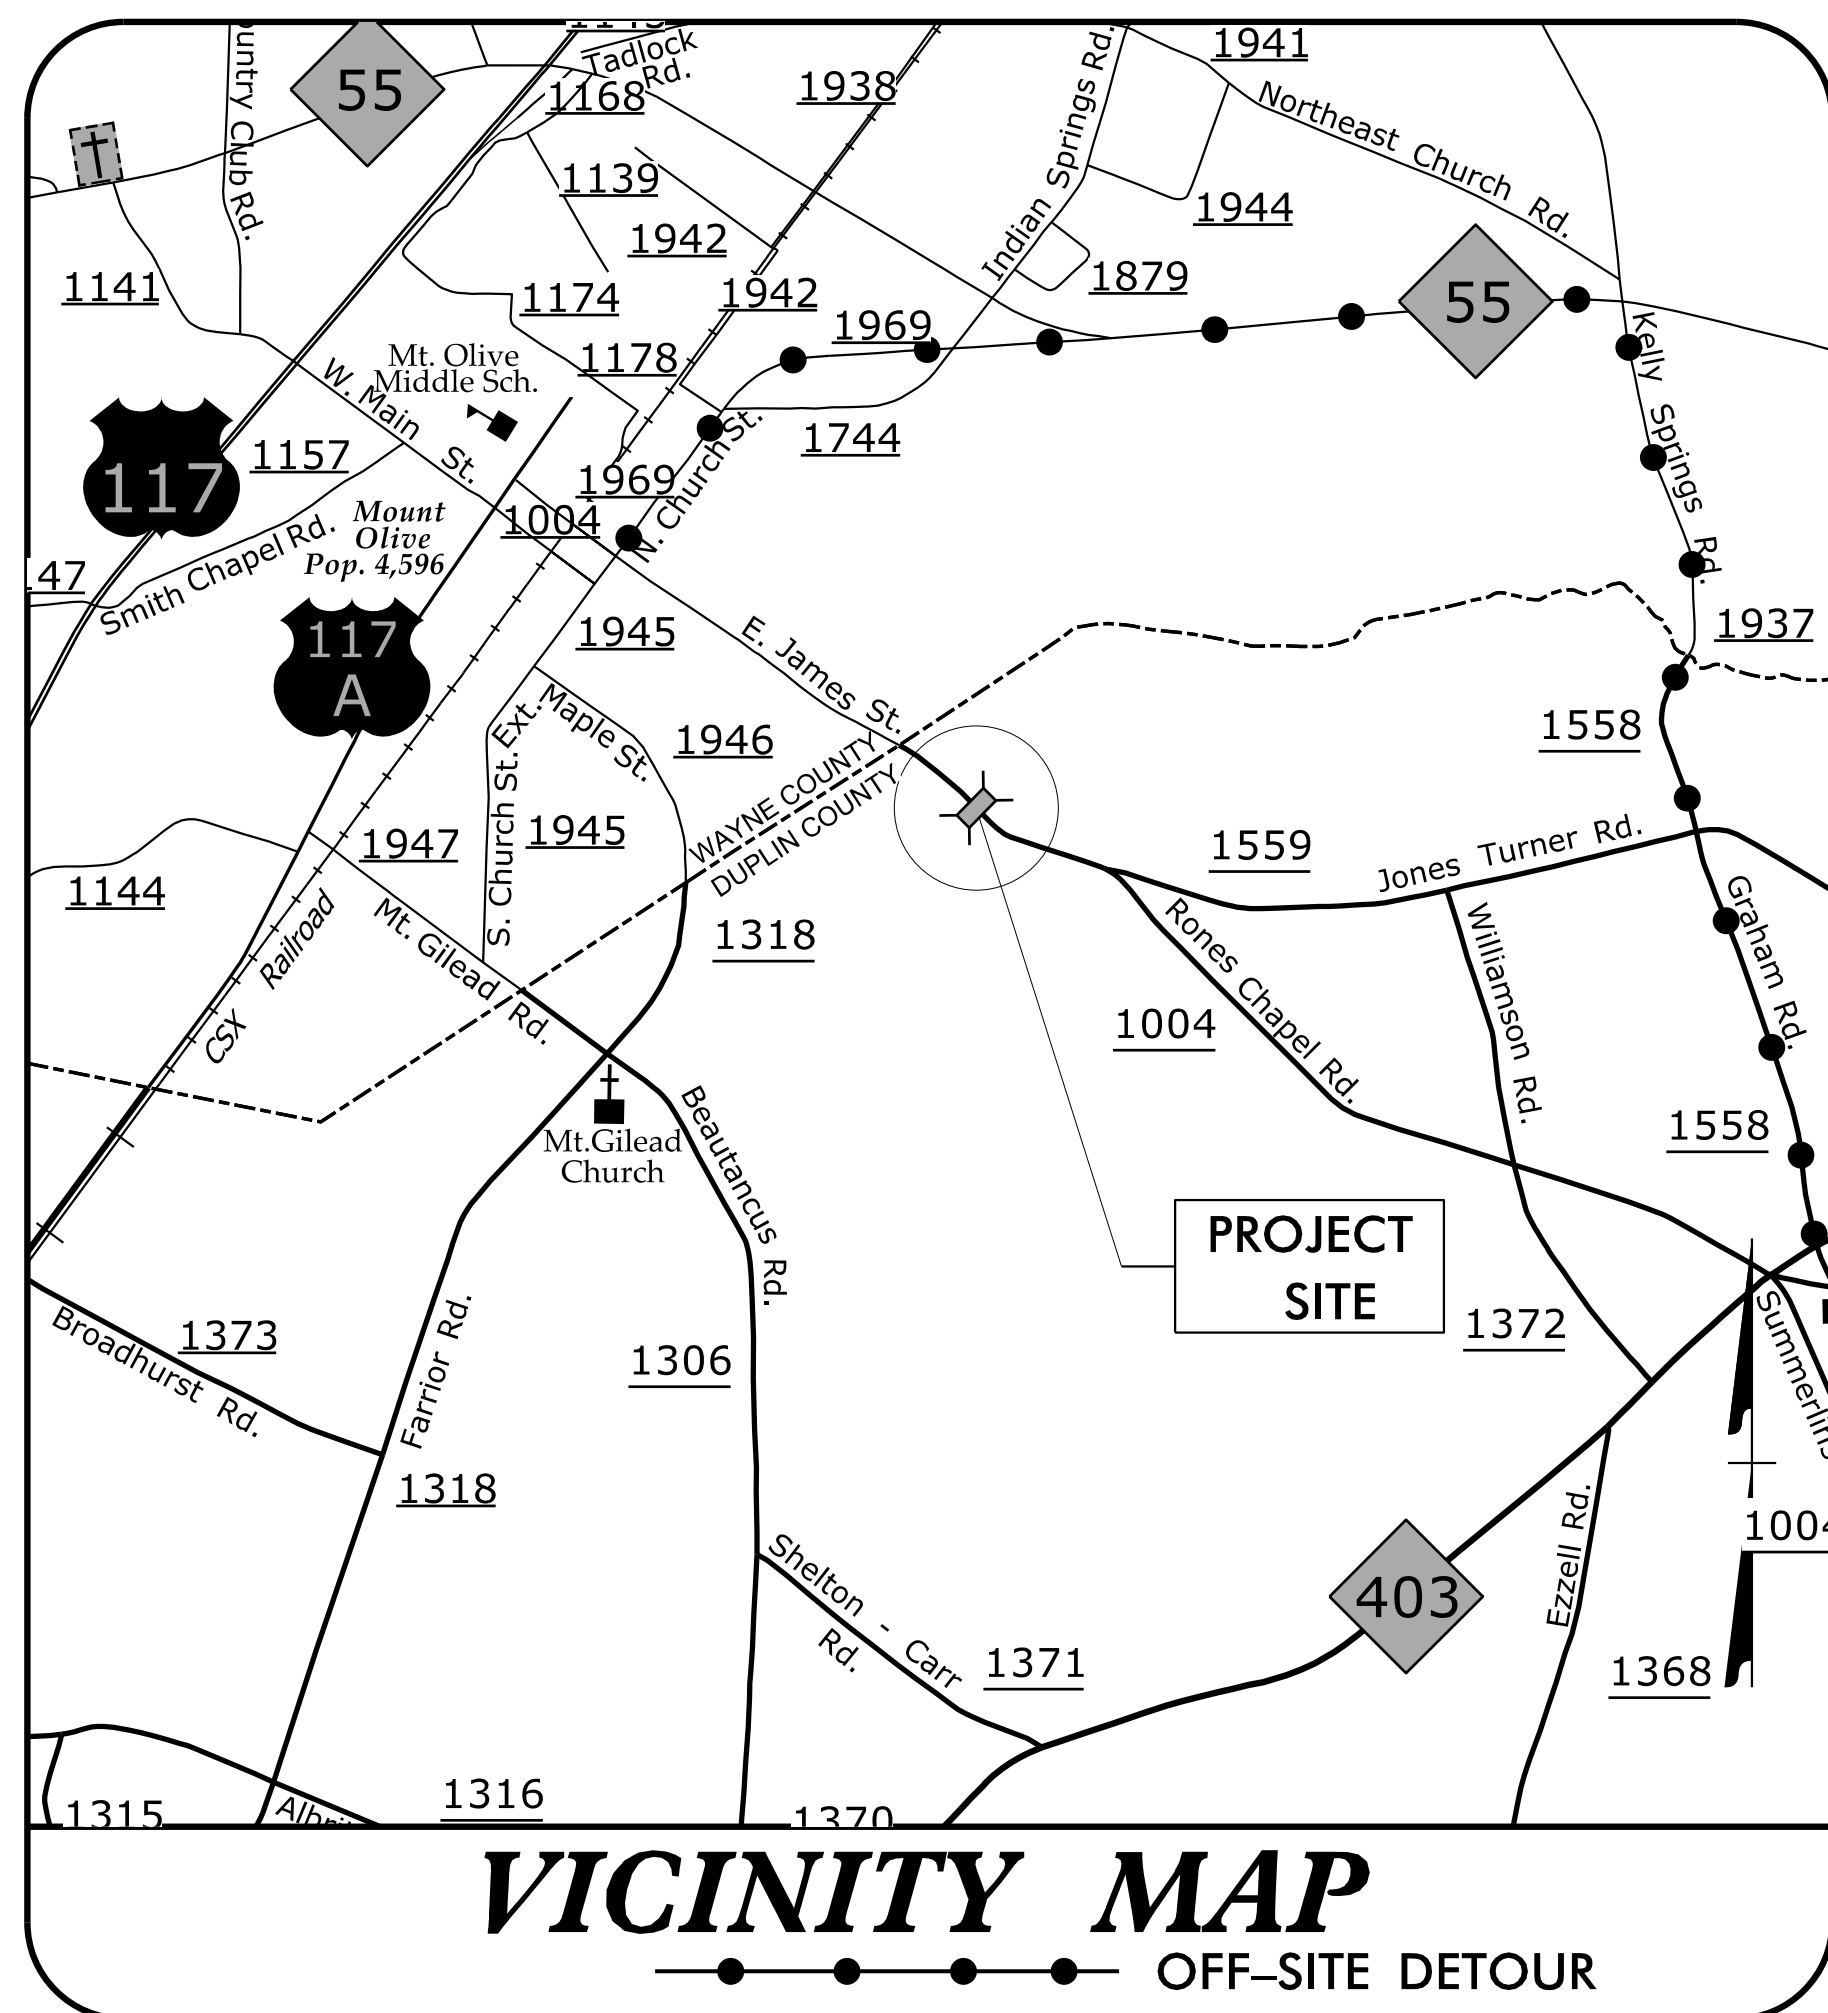 Tadlock
Rd.
55
untry Club Rd.
1168
1938
Indian Springs Rd.
1941
Northeast Church Rd.
1139
1944
1942
1141
1174
1942
1879
55
1969
Kelly Springs Rd.
Mt. Olive
Middle Sch.
1178
W. Main St.
1744
117
1157
1969
N. Church St.
Mount
Olive
Pop. 4,596
1004
47
Smith Chapel Rd.
117
A
1945
E. James St.
1937
Maple St.
1946
1558
S. Church St. Ext.
WAYNE COUNTY
DUPLIN COUNTY
1947
1945
1559
Jones Turner Rd.
1144
CSX Railroad
Mt. Gilead Rd.
1318
Rones Chapel Rd.
Williamson Rd.
Graham Rd.
1004
1558
Mt.Gilead
Church
Beautancus Rd.
PROJECT
SITE
Broadhurst Rd.
1373
Farrior Rd.
1306
1372
Summerlins
1318
1004
Shelton - Carr
Rd.
403
Ezzell Rd.
1371
1368
1315
1316
1370
VICINITY MAP
OFF–SITE DETOUR